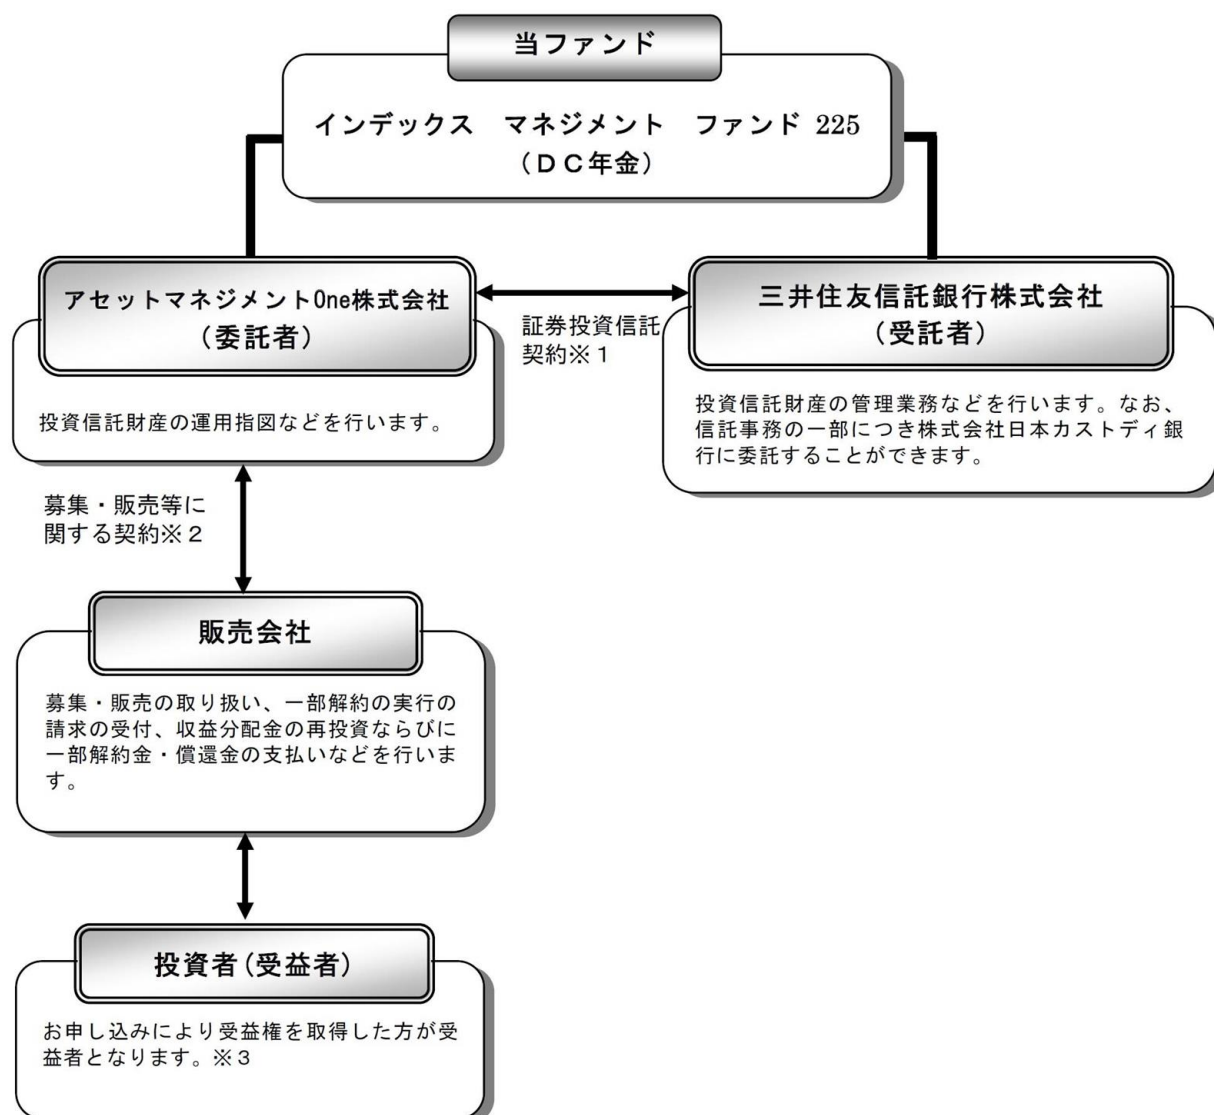 当ファンド
インデックス　マネジメント　ファンド 225
（ＤＣ年金）
アセットマネジメントOne株式会社
（委託者）
投資信託財産の運用指図などを行います。
証券投資信託
契約※１
三井住友信託銀行株式会社
（受託者）
投資信託財産の管理業務などを行います。なお、
信託事務の一部につき株式会社日本カストディ銀
行に委託することができます。
募集・販売等に
関する契約※２
販売会社
募集・販売の取り扱い、一部解約の実行の
請求の受付、収益分配金の再投資ならびに
一部解約金・償還金の支払いなどを行いま
す。
投資者(受益者)
お申し込みにより受益権を取得した方が受
益者となります。※３